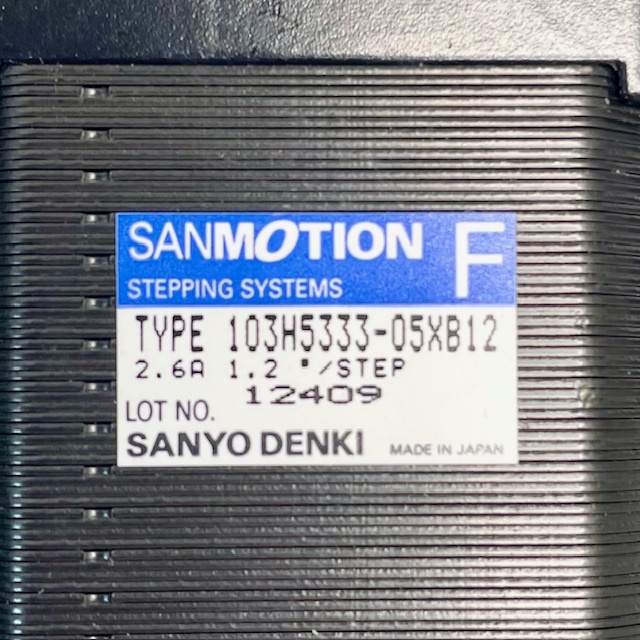 SANMOTION F
STEPPING SYSTEMS
TYPE 103H5333-05XB12
2.6A 1.2 °/STEP
LOT NO. 12409
SANYO DENKI MADE IN JAPAN